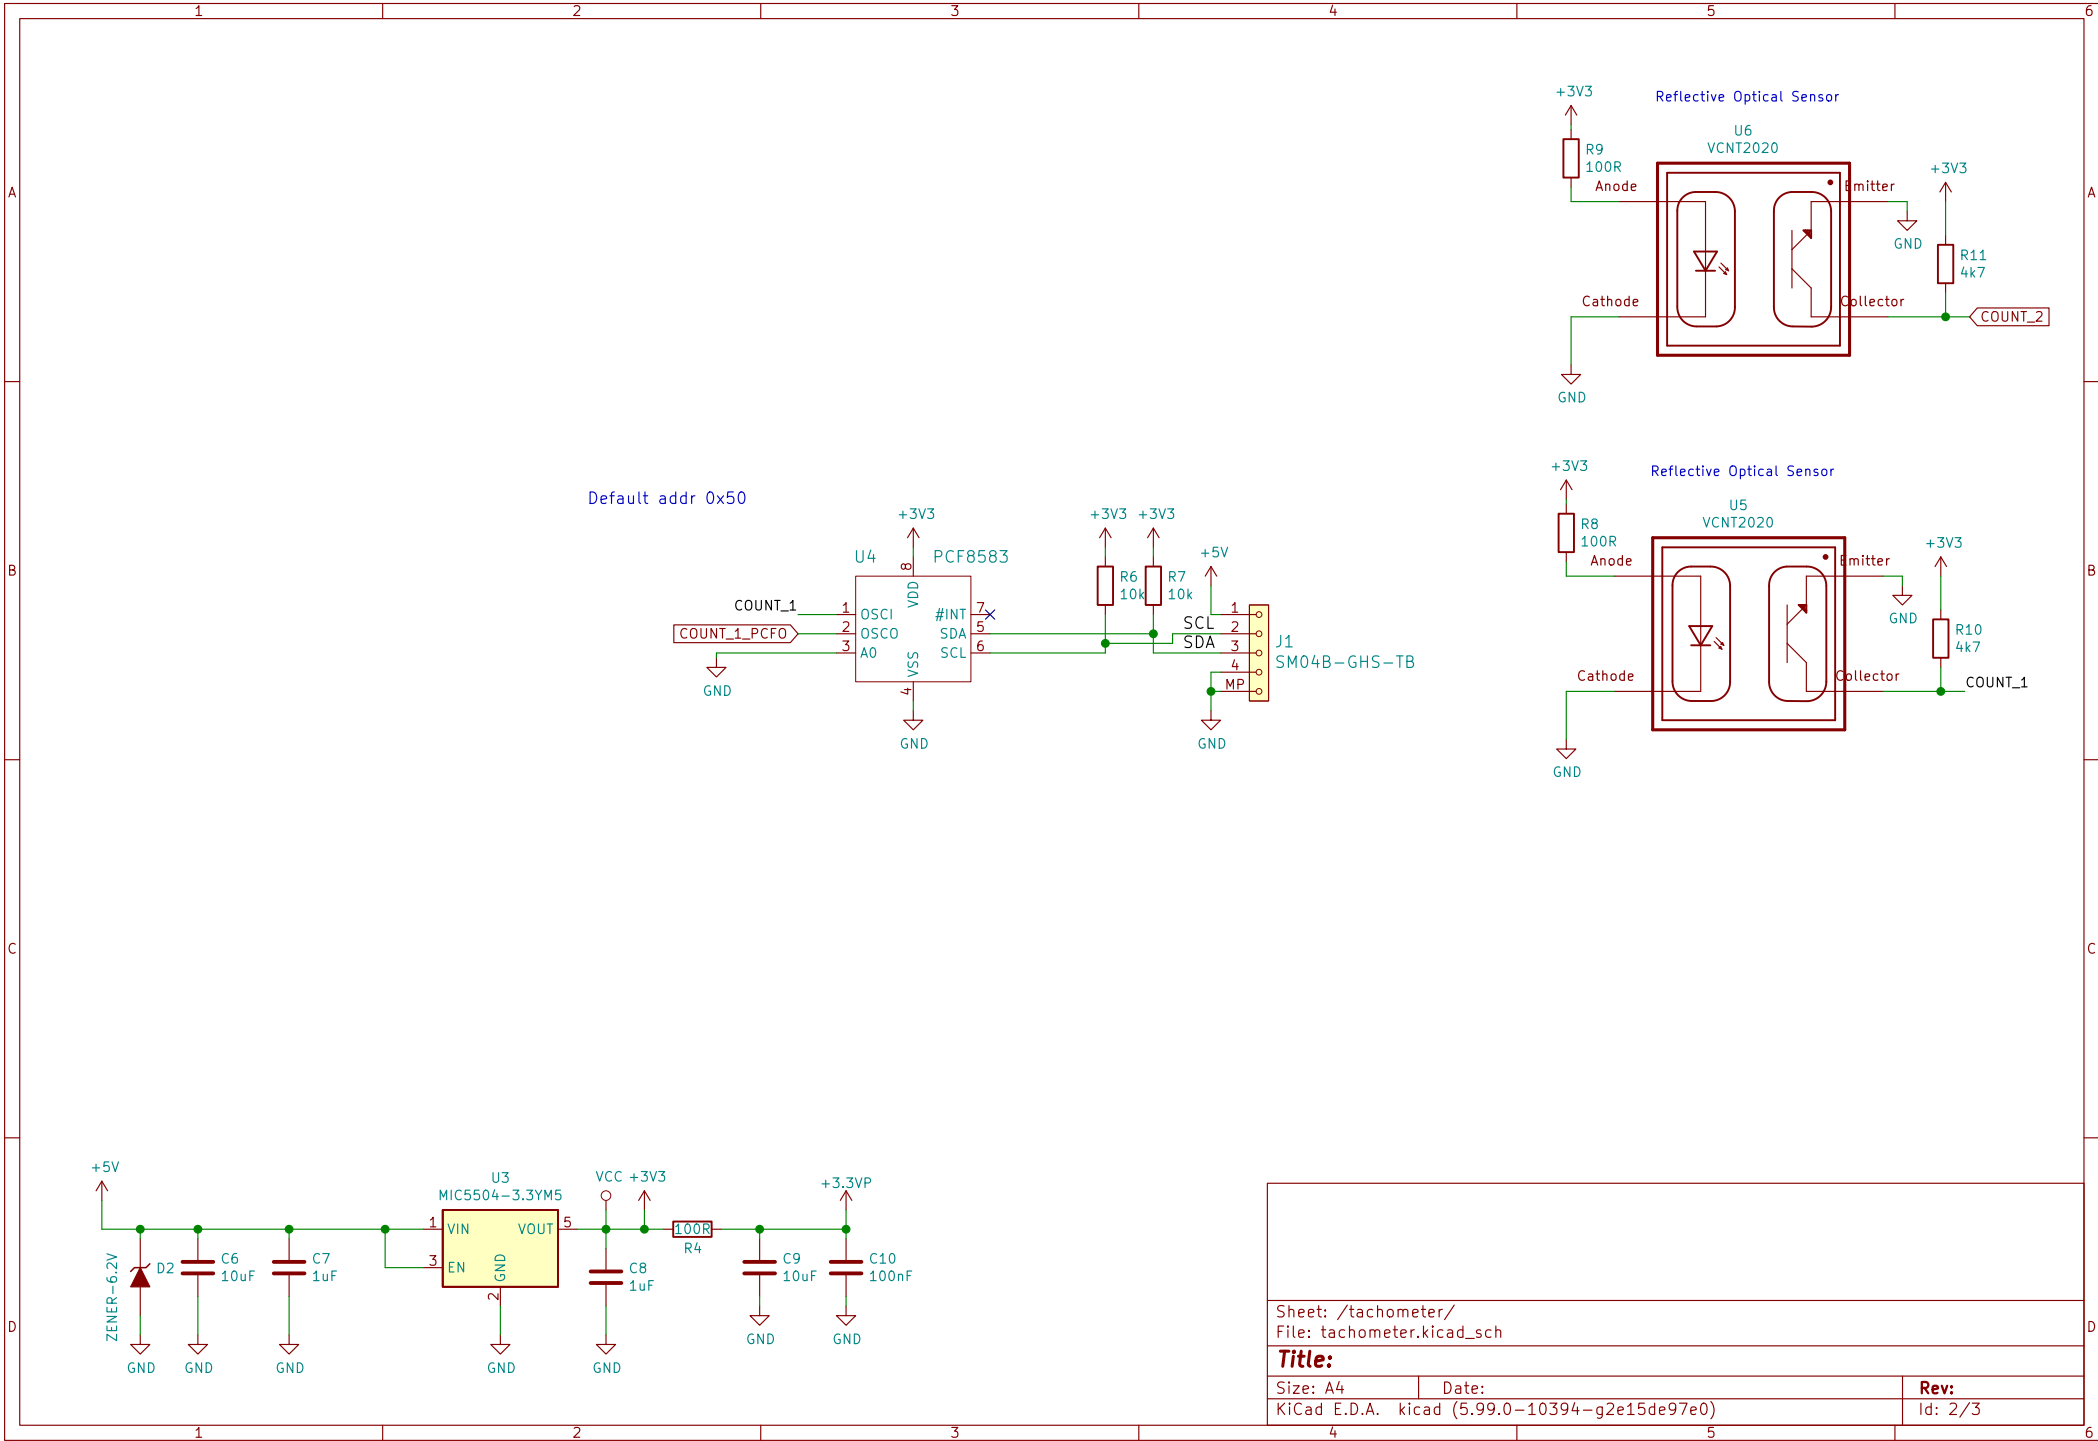 1 2 3 4 5 6
A
B
C
D
A
B
C
D
1 2 3 4 5 6
+3V3
Reflective Optical Sensor
U6
VCNT2020
R9
100R
Anode
Emitter
+3V3
GND
R11
4k7
Cathode
Collector
COUNT_2
GND
+3V3
Reflective Optical Sensor
U5
VCNT2020
R8
100R
Anode
Emitter
+3V3
GND
R10
4k7
Cathode
Collector
COUNT_1
GND
Default addr 0x50
+3V3
U4
PCF8583
8
VDD
COUNT_1
1
OSCI
COUNT_1_PCFO
2
OSCO
3
A0
#INT
7
SDA
5
SCL
6
VSS
4
GND
GND
+3V3
+3V3
R6
10k
R7
10k
+5V
SCL
SDA
1
2
3
4
MP
J1
SM04B-GHS-TB
GND
+5V
ZENER-6.2V
D2
GND
C6
10uF
GND
C7
1uF
GND
U3
MIC5504-3.3YM5
1
VIN
VOUT
5
3
EN
GND
2
GND
VCC
+3V3
C8
1uF
GND
100R
R4
+3.3VP
C9
10uF
GND
C10
100nF
GND
Sheet: /tachometer/
File: tachometer.kicad_sch
Title:
Size: A4
Date:
Rev:
KiCad E.D.A. kicad (5.99.0-10394-g2e15de97e0)
Id: 2/3